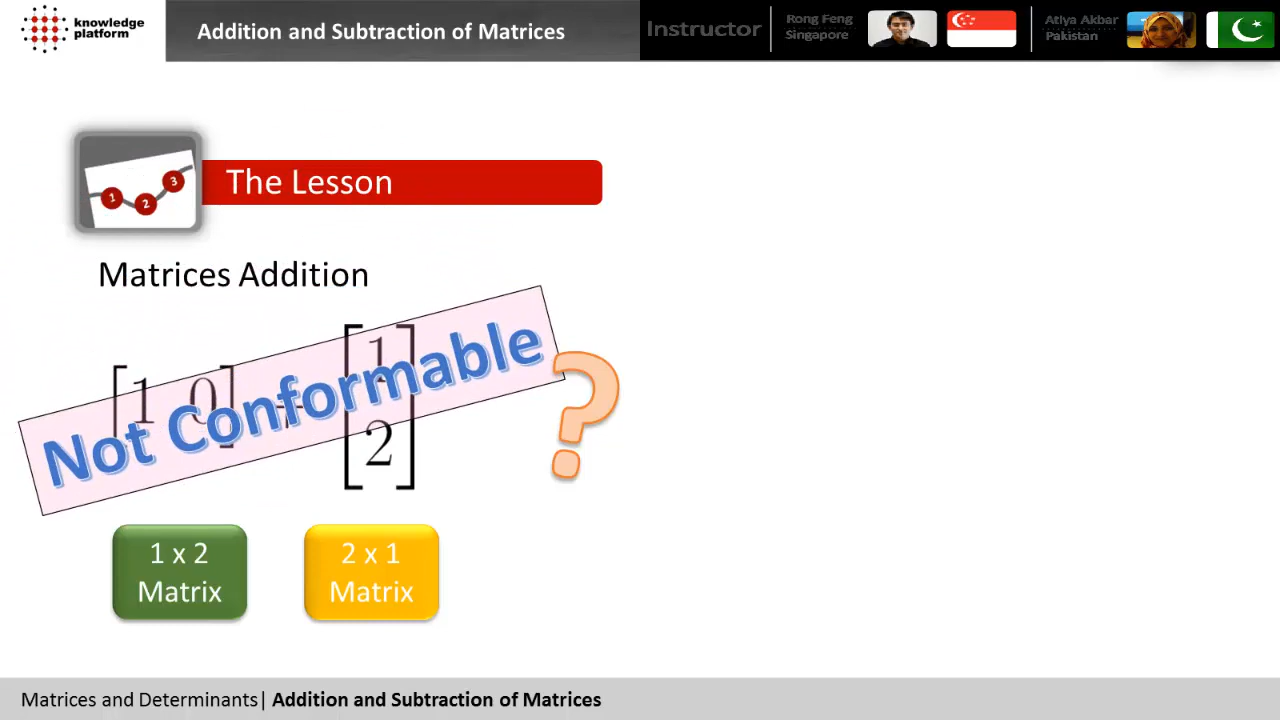 knowledge
platform
Addition and Subtraction of Matrices
Instructor
Rong Feng
Singapore
Atiya Akbar
Pakistan
1 2 3
The Lesson
Matrices Addition
[1 0] + [1
2]
Not Conformable
?
1 x 2
Matrix
2 x 1
Matrix
Matrices and Determinants| Addition and Subtraction of Matrices